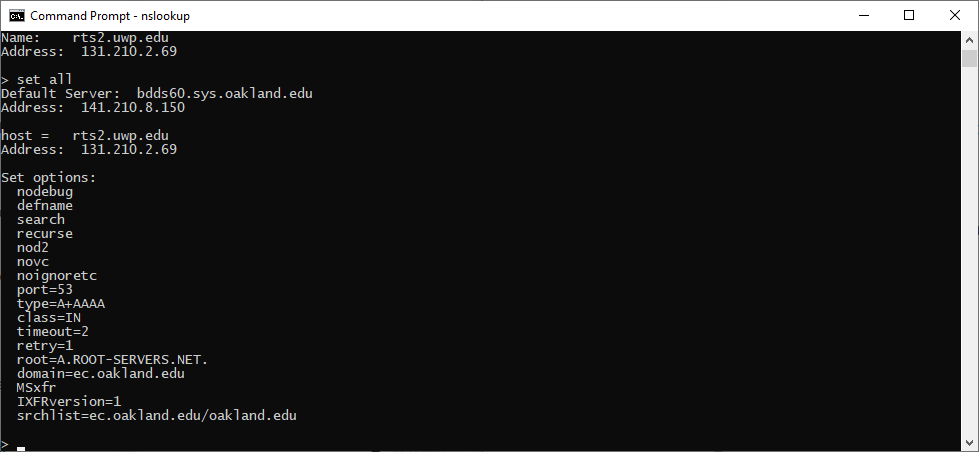 Command Prompt - nslookup
Name:    rts2.uwp.edu
Address:  131.210.2.69
> set all
Default Server:  bdds60.sys.oakland.edu
Address:  141.210.8.150
host =   rts2.uwp.edu
Address:  131.210.2.69
Set options:
  nodebug
  defname
  search
  recurse
  nod2
  novc
  noignoretc
  port=53
  type=A+AAAA
  class=IN
  timeout=2
  retry=1
  root=A.ROOT-SERVERS.NET.
  domain=ec.oakland.edu
  MSxfr
  IXFRversion=1
  srchlist=ec.oakland.edu/oakland.edu
>